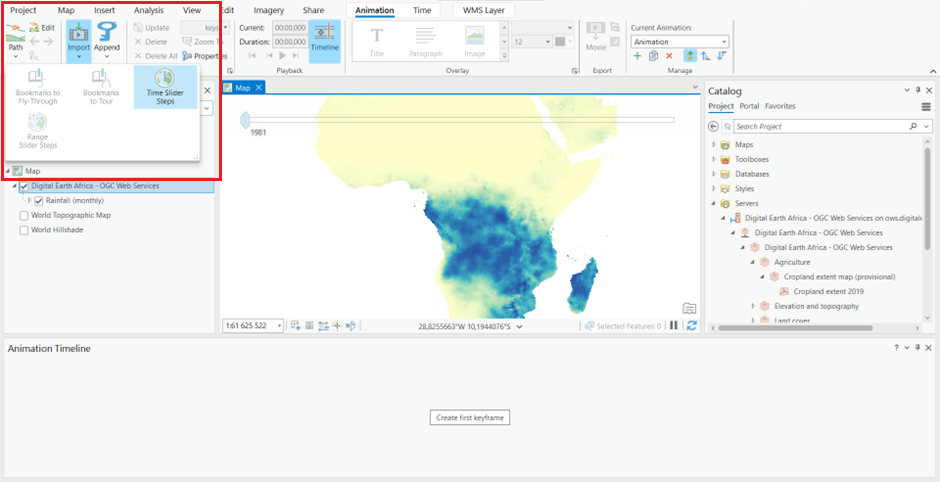 Project Map Insert Analysis View Edit Imagery Share Animation Time WMS Layer
Path
Edit
Import
Append
Update
Delete
Delete All
keys
Zoom To
Properties
Current: 00:00,000
Duration: 00:00,000
Playback
Timeline
Title
Paragraph
Image
12
Overlay
Movie
Export
Current Animation:
Animation
Manage
Bookmarks to
Fly-Through
Bookmarks
to Tour
Time Slider
Steps
Range
Slider Steps
Map
Digital Earth Africa - OGC Web Services
Rainfall (monthly)
World Topographic Map
World Hillshade
Map
1981
1:61 625 522
28,8255663°W 10,1944076°S
Selected Features: 0
Catalog
Project Portal Favorites
Search Project
Maps
Toolboxes
Databases
Styles
Servers
Digital Earth Africa - OGC Web Services on ows.digitale
Digital Earth Africa - OGC Web Services
Digital Earth Africa - OGC Web Services
Agriculture
Cropland extent map (provisional)
Cropland extent 2019
Elevation and topography
Land cover
Animation Timeline
Create first keyframe